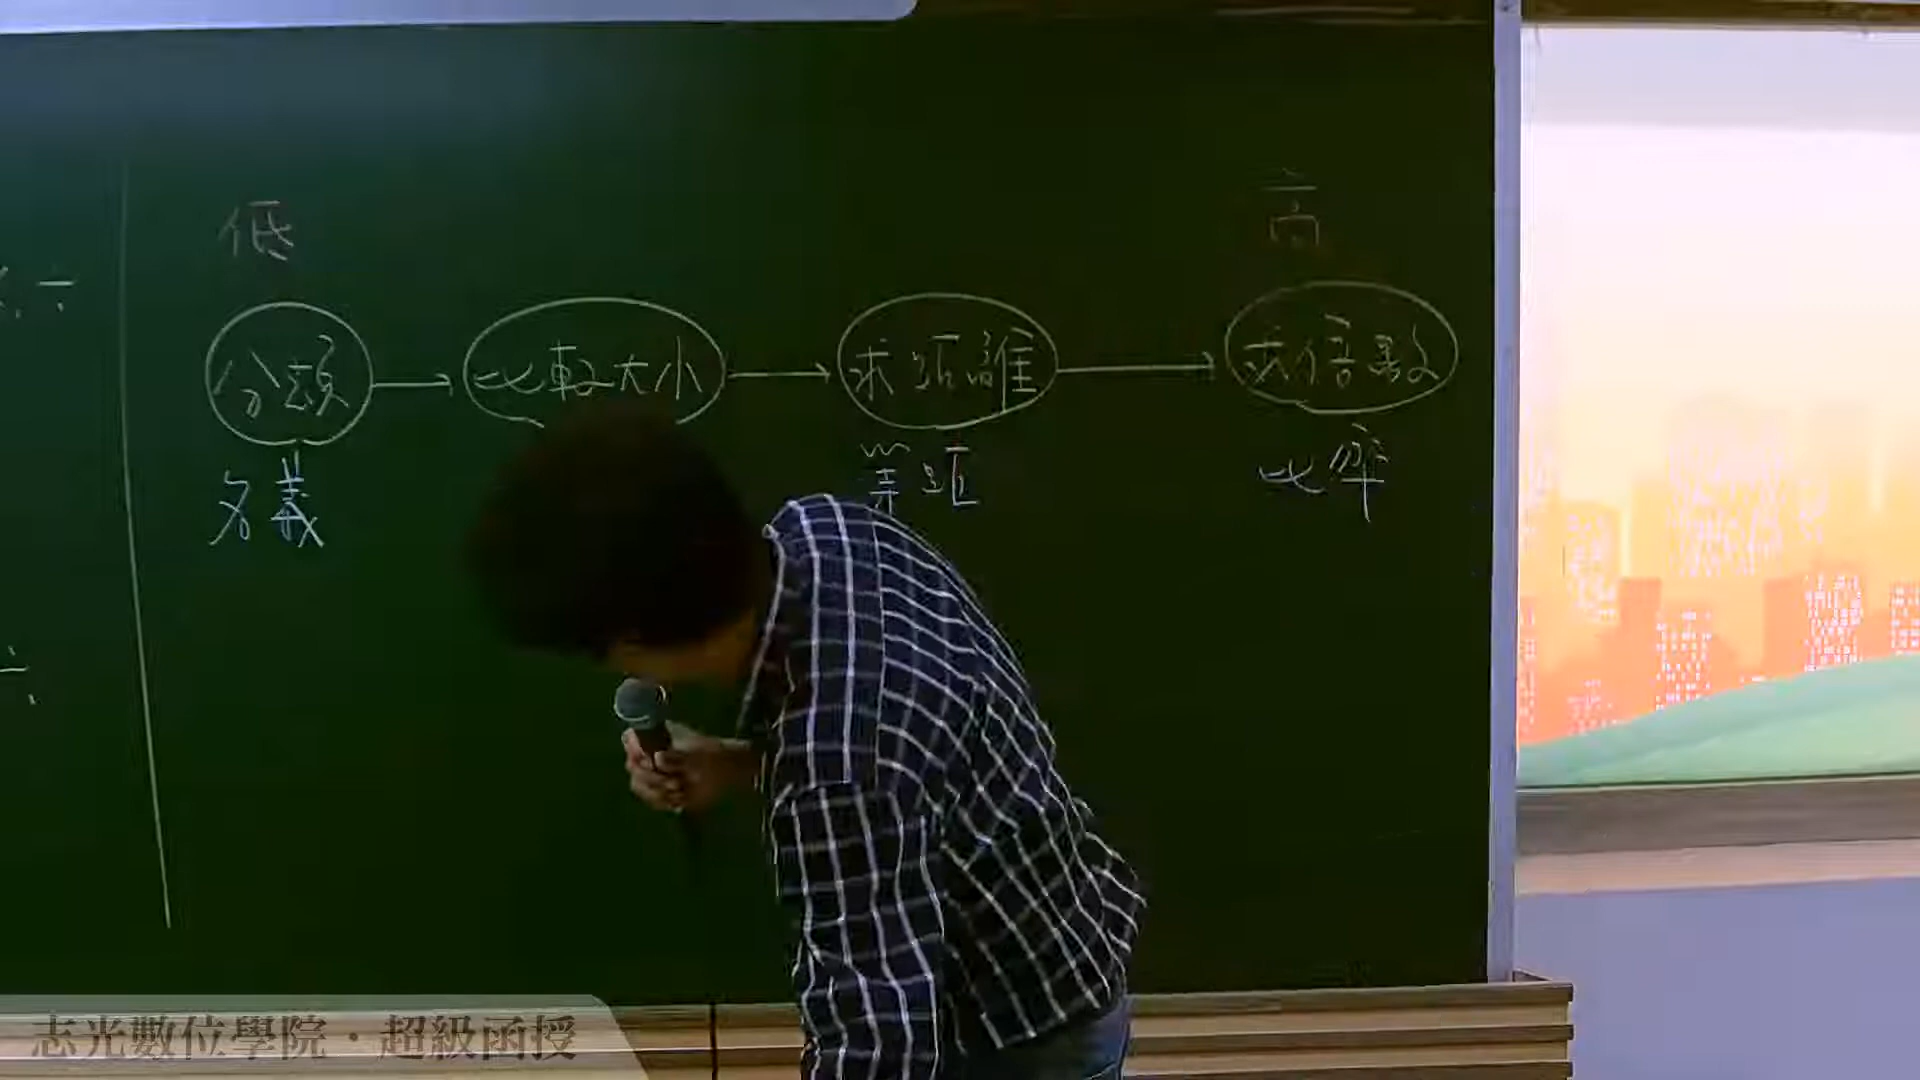 低 高
分類 → 比較大小 → 求距離 → 求倍數
名義 等距 比率
志光數位學院·超級函授